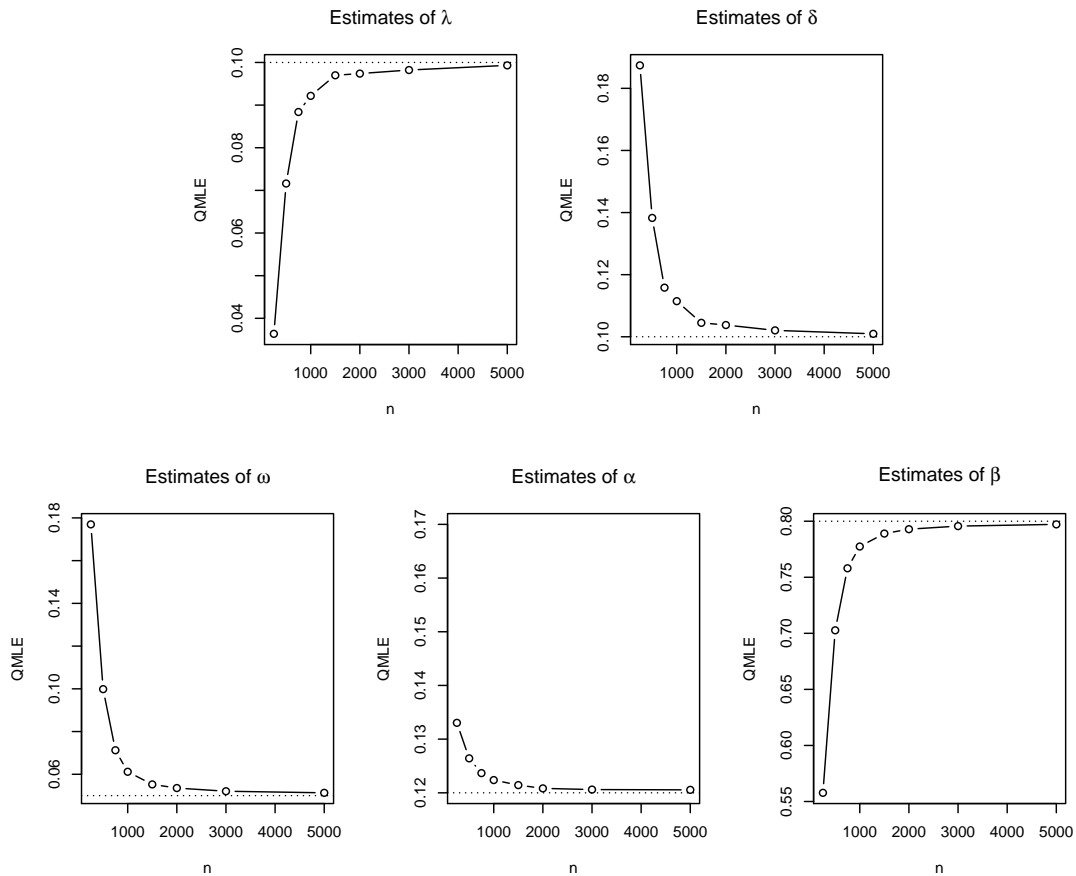 Estimates of λ
Estimates of δ
QMLE
0.04
0.06
0.08
0.10
1000 2000 3000 4000 5000
n
QMLE
0.10
0.12
0.14
0.16
0.18
1000 2000 3000 4000 5000
n
Estimates of ω
Estimates of α
Estimates of β
QMLE
0.06
0.10
0.14
0.18
1000 2000 3000 4000 5000
n
QMLE
0.12
0.13
0.14
0.15
0.16
0.17
1000 2000 3000 4000 5000
n
QMLE
0.55
0.60
0.65
0.70
0.75
0.80
1000 2000 3000 4000 5000
n